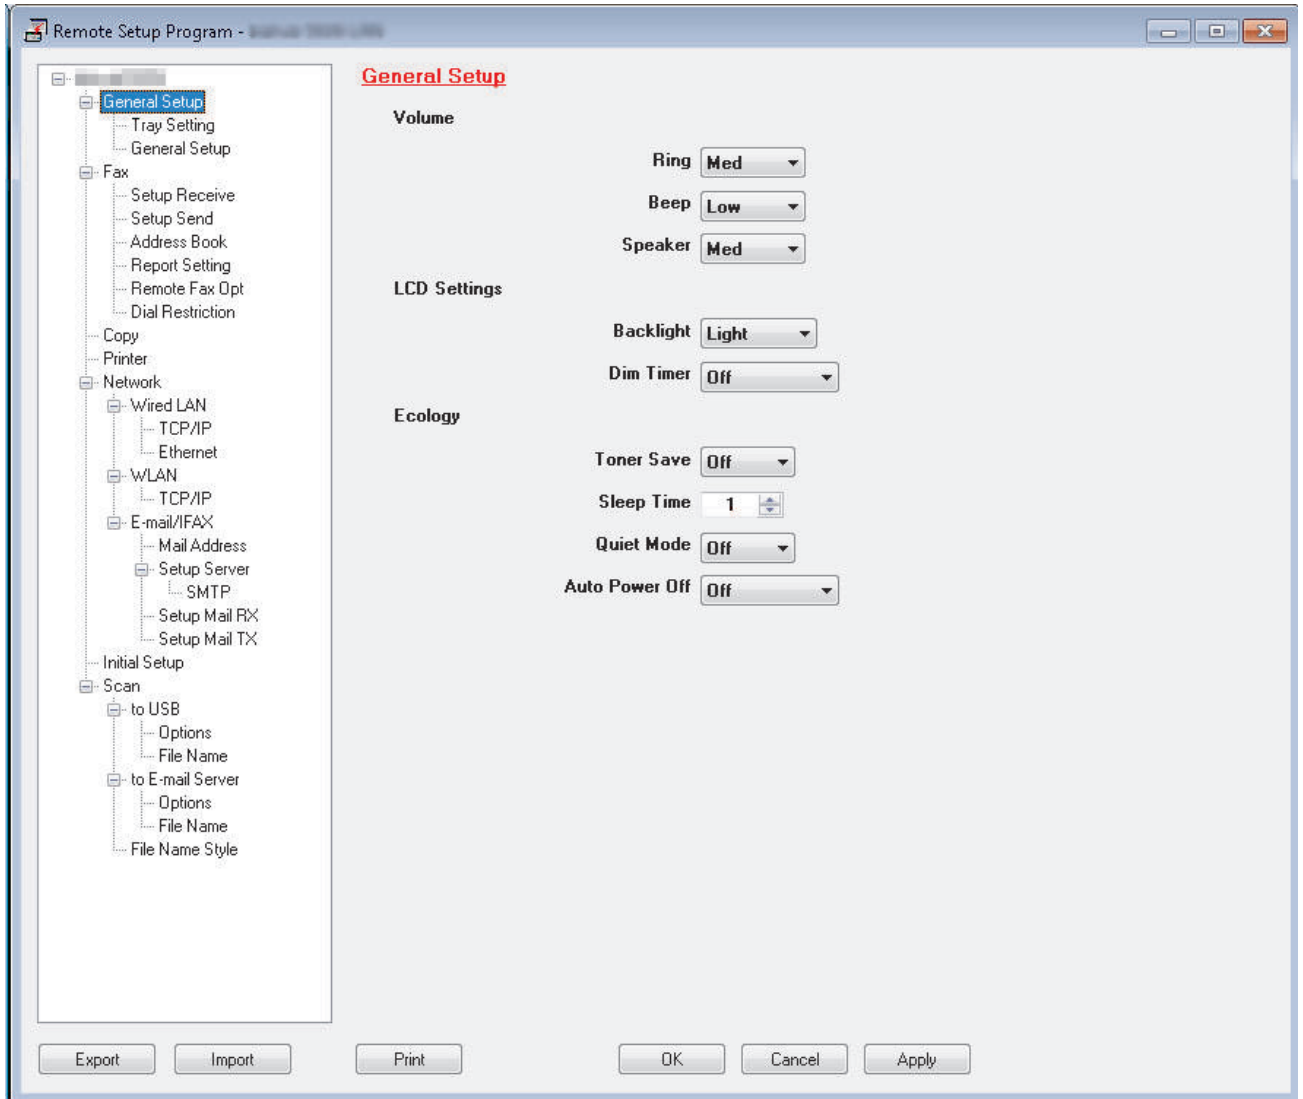 Remote Setup Program -
General Setup
Tray Setting
General Setup
Fax
Setup Receive
Setup Send
Address Book
Report Setting
Remote Fax Opt
Dial Restriction
Copy
Printer
Network
Wired LAN
TCP/IP
Ethernet
WLAN
TCP/IP
E-mail/IFAX
Mail Address
Setup Server
SMTP
Setup Mail RX
Setup Mail TX
Initial Setup
Scan
to USB
Options
File Name
to E-mail Server
Options
File Name
File Name Style
General Setup
Volume
Ring Med
Beep Low
Speaker Med
LCD Settings
Backlight Light
Dim Timer Off
Ecology
Toner Save Off
Sleep Time 1
Quiet Mode Off
Auto Power Off Off
Export Import Print OK Cancel Apply